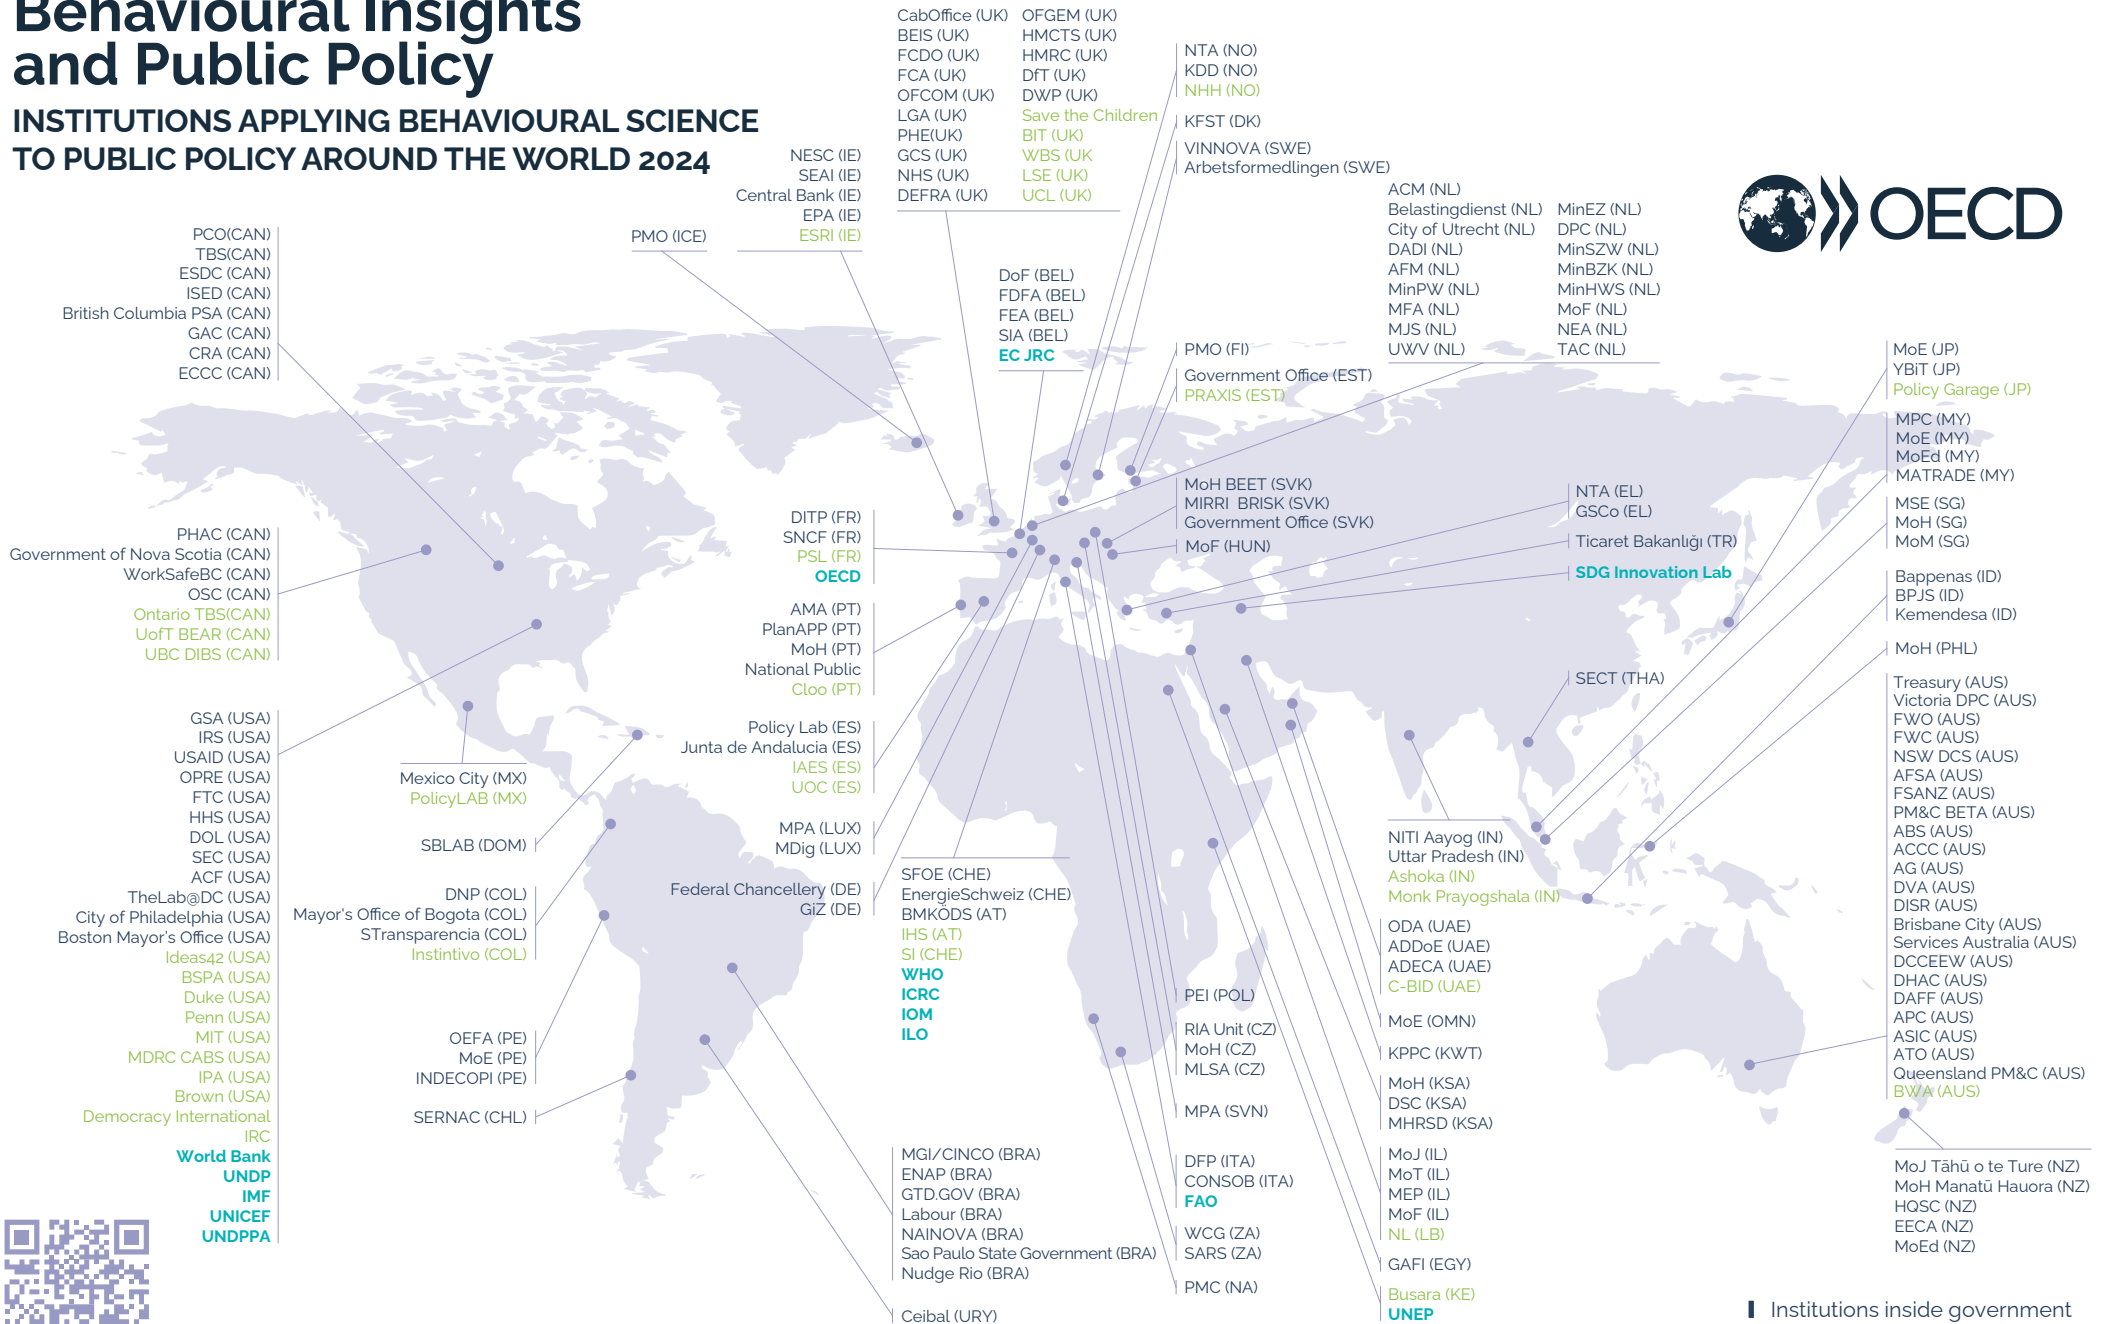 Behavioural Insights
and Public Policy
INSTITUTIONS APPLYING BEHAVIOURAL SCIENCE
TO PUBLIC POLICY AROUND THE WORLD 2024
OECD
PCO(CAN)
TBS(CAN)
ESDC (CAN)
ISED (CAN)
British Columbia PSA (CAN)
GAC (CAN)
CRA (CAN)
ECCC (CAN)
PHAC (CAN)
Government of Nova Scotia (CAN)
WorkSafeBC (CAN)
OSC (CAN)
Ontario TBS(CAN)
UofT BEAR (CAN)
UBC DIBS (CAN)
GSA (USA)
IRS (USA)
USAID (USA)
OPRE (USA)
FTC (USA)
HHS (USA)
DOL (USA)
SEC (USA)
ACF (USA)
TheLab@DC (USA)
City of Philadelphia (USA)
Boston Mayor's Office (USA)
Ideas42 (USA)
BSPA (USA)
Duke (USA)
Penn (USA)
MIT (USA)
MDRC CABS (USA)
IPA (USA)
Brown (USA)
Democracy International
IRC
World Bank
UNDP
IMF
UNICEF
UNDPPA
Mexico City (MX)
PolicyLAB (MX)
SBLAB (DOM)
DNP (COL)
Mayor's Office of Bogota (COL)
STransparencia (COL)
Instintivo (COL)
OEFA (PE)
MoE (PE)
INDECOPI (PE)
SERNAC (CHL)
PMO (ICE)
NESC (IE)
SEAI (IE)
Central Bank (IE)
EPA (IE)
ESRI (IE)
CabOffice (UK)
BEIS (UK)
FCDO (UK)
FCA (UK)
OFCOM (UK)
LGA (UK)
PHE(UK)
GCS (UK)
NHS (UK)
DEFRA (UK)
OFGEM (UK)
HMCTS (UK)
HMRC (UK)
DfT (UK)
DWP (UK)
Save the Children
BIT (UK)
WBS (UK
LSE (UK)
UCL (UK)
DoF (BEL)
FDFA (BEL)
FEA (BEL)
SIA (BEL)
EC JRC
NTA (NO)
KDD (NO)
NHH (NO)
KFST (DK)
VINNOVA (SWE)
Arbetsformedlingen (SWE)
PMO (FI)
Government Office (EST)
PRAXIS (EST)
ACM (NL)
Belastingdienst (NL)
City of Utrecht (NL)
DADI (NL)
AFM (NL)
MinPW (NL)
MFA (NL)
MJS (NL)
UWV (NL)
MinEZ (NL)
DPC (NL)
MinSZW (NL)
MinBZK (NL)
MinHWS (NL)
MoF (NL)
NEA (NL)
TAC (NL)
DITP (FR)
SNCF (FR)
PSL (FR)
OECD
AMA (PT)
PlanAPP (PT)
MoH (PT)
National Public
Cloo (PT)
Policy Lab (ES)
Junta de Andalucia (ES)
IAES (ES)
UOC (ES)
MPA (LUX)
MDig (LUX)
Federal Chancellery (DE)
GiZ (DE)
SFOE (CHE)
EnergieSchweiz (CHE)
BMKÖDS (AT)
IHS (AT)
SI (CHE)
WHO
ICRC
IOM
ILO
MGI/CINCO (BRA)
ENAP (BRA)
GTD.GOV (BRA)
Labour (BRA)
NAINOVA (BRA)
Sao Paulo State Government (BRA)
Nudge Rio (BRA)
Ceibal (URY)
MoH BEET (SVK)
MIRRI BRISK (SVK)
Government Office (SVK)
MoF (HUN)
PEI (POL)
RIA Unit (CZ)
MoH (CZ)
MLSA (CZ)
MPA (SVN)
DFP (ITA)
CONSOB (ITA)
FAO
WCG (ZA)
SARS (ZA)
PMC (NA)
NTA (EL)
GSCo (EL)
Ticaret Bakanlığı (TR)
SDG Innovation Lab
SECT (THA)
NITI Aayog (IN)
Uttar Pradesh (IN)
Ashoka (IN)
Monk Prayogshala (IN)
ODA (UAE)
ADDoE (UAE)
ADECA (UAE)
C-BID (UAE)
MoE (OMN)
KPPC (KWT)
MoH (KSA)
DSC (KSA)
MHRSD (KSA)
MoJ (IL)
MoT (IL)
MEP (IL)
MoF (IL)
NL (LB)
GAFI (EGY)
Busara (KE)
UNEP
MoE (JP)
YBiT (JP)
Policy Garage (JP)
MPC (MY)
MoE (MY)
MoEd (MY)
MATRADE (MY)
MSE (SG)
MoH (SG)
MoM (SG)
Bappenas (ID)
BPJS (ID)
Kemendesa (ID)
MoH (PHL)
Treasury (AUS)
Victoria DPC (AUS)
FWO (AUS)
FWC (AUS)
NSW DCS (AUS)
AFSA (AUS)
FSANZ (AUS)
PM&C BETA (AUS)
ABS (AUS)
ACCC (AUS)
AG (AUS)
DVA (AUS)
DISR (AUS)
Brisbane City (AUS)
Services Australia (AUS)
DCCEEW (AUS)
DHAC (AUS)
DAFF (AUS)
APC (AUS)
ASIC (AUS)
ATO (AUS)
Queensland PM&C (AUS)
BWA (AUS)
MoJ Tāhū o te Ture (NZ)
MoH Manatū Hauora (NZ)
HQSC (NZ)
EECA (NZ)
MoEd (NZ)
Institutions inside government